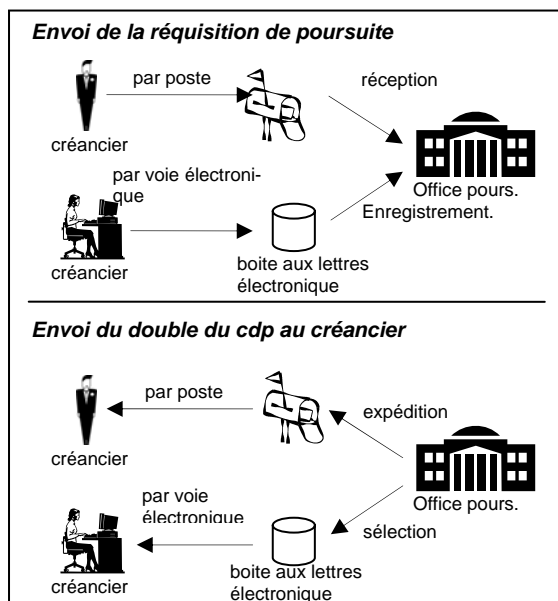 Envoi de la réquisition de poursuite
par poste
réception
créancier
Office pours.
Enregistrement.
par voie électroni-
que
créancier
boite aux lettres
électronique
Envoi du double du cdp au créancier
par poste
expédition
créancier
Office pours.
par voie
électronique
sélection
créancier
boite aux lettres
électronique